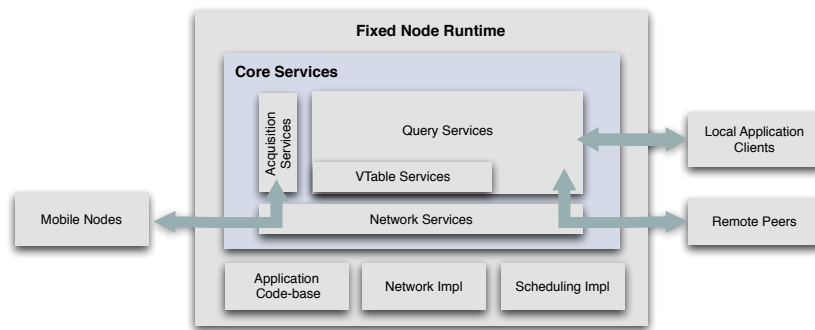 Fixed Node Runtime
Core Services
Acquisition
Services
Query Services
VTable Services
Network Services
Local Application
Clients
Mobile Nodes
Remote Peers
Application
Code-base
Network Impl
Scheduling Impl